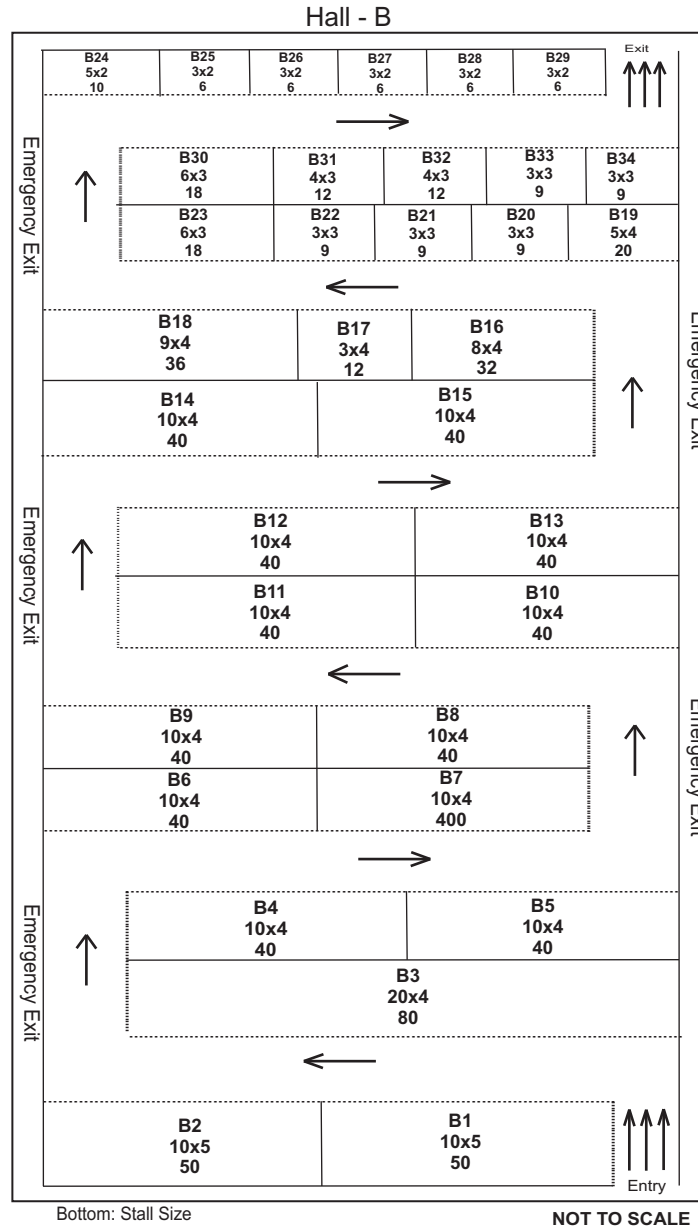 Hall - B
B24
5x2
10
B25
3x2
6
B26
3x2
6
B27
3x2
6
B28
3x2
6
B29
3x2
6
Exit
Emergency Exit
B30
6x3
18
B31
4x3
12
B32
4x3
12
B33
3x3
9
B34
3x3
9
B23
6x3
18
B22
3x3
9
B21
3x3
9
B20
3x3
9
B19
5x4
20
B18
9x4
36
B17
3x4
12
B16
8x4
32
Emergency Exit
B14
10x4
40
B15
10x4
40
Emergency Exit
B12
10x4
40
B13
10x4
40
B11
10x4
40
B10
10x4
40
B9
10x4
40
B8
10x4
40
Emergency Exit
B6
10x4
40
B7
10x4
400
Emergency Exit
B4
10x4
40
B5
10x4
40
B3
20x4
80
B2
10x5
50
B1
10x5
50
Entry
Bottom: Stall Size
NOT TO SCALE